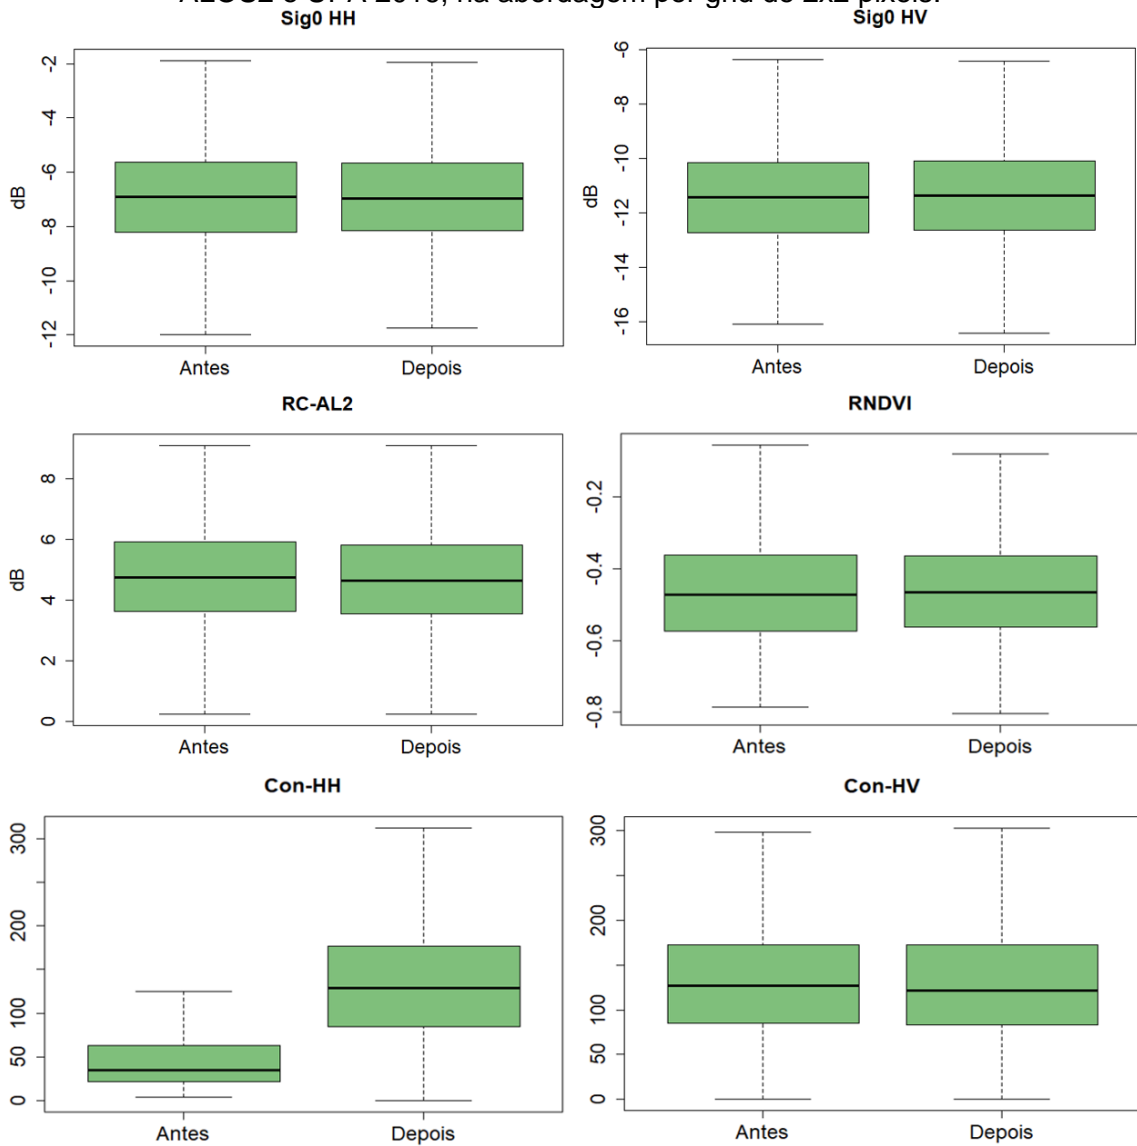 Sig0 HH
Sig0 HV
dB
-2
-4
-6
-8
-10
-12
Antes
Depois
dB
-6
-8
-10
-12
-14
-16
Antes
Depois
RC-AL2
RNDVI
dB
8
6
4
2
0
Antes
Depois
-0.2
-0.4
-0.6
-0.8
Antes
Depois
Con-HH
Con-HV
300
200
100
50
0
Antes
Depois
300
200
100
50
0
Antes
Depois